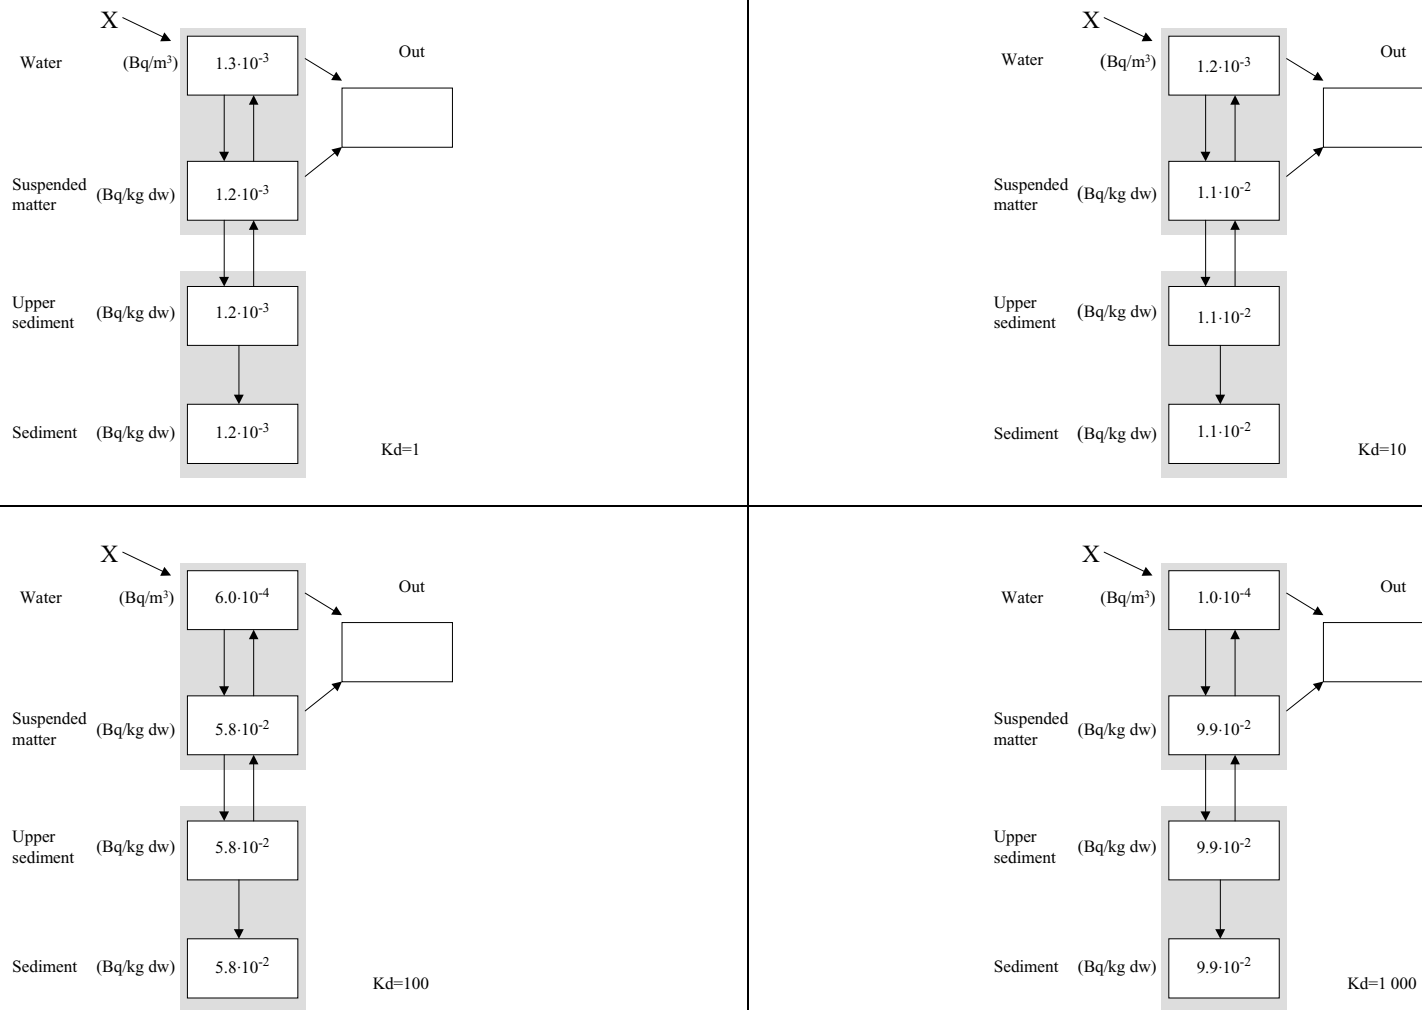 X
Out
Water (Bq/m³) 1.3·10⁻³
Suspended
matter
(Bq/kg dw) 1.2·10⁻³
Upper
sediment
(Bq/kg dw) 1.2·10⁻³
Sediment (Bq/kg dw) 1.2·10⁻³
Kd=1
X
Out
Water (Bq/m³) 1.2·10⁻³
Suspended
matter
(Bq/kg dw) 1.1·10⁻²
Upper
sediment
(Bq/kg dw) 1.1·10⁻²
Sediment (Bq/kg dw) 1.1·10⁻²
Kd=10
X
Out
Water (Bq/m³) 6.0·10⁻⁴
Suspended
matter
(Bq/kg dw) 5.8·10⁻²
Upper
sediment
(Bq/kg dw) 5.8·10⁻²
Sediment (Bq/kg dw) 5.8·10⁻²
Kd=100
X
Out
Water (Bq/m³) 1.0·10⁻⁴
Suspended
matter
(Bq/kg dw) 9.9·10⁻²
Upper
sediment
(Bq/kg dw) 9.9·10⁻²
Sediment (Bq/kg dw) 9.9·10⁻²
Kd=1 000